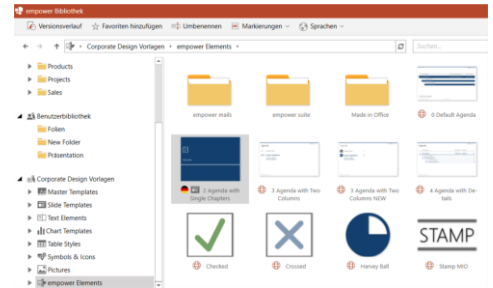 empower Bibliothek
Versionsverlauf Favoriten hinzufügen Umbenennen Markierungen Sprachen
Corporate Design Vorlagen empower Elements Suchen...
Products
Projects
Sales
Benutzerbibliothek
Folien
New Folder
Präsentation
Corporate Design Vorlagen
Master Templates
Slide Templates
Text Elements
Chart Templates
Table Styles
Symbols & Icons
Pictures
empower Elements
empower mails
empower suite
Made in Office
0 Default Agenda
2 Agenda with
Single Chapters
3 Agenda with Two
Columns
3 Agenda with Two
Columns NEW
4 Agenda with De-
tails
STAMP
Checked
Crossed
Harvey Ball
Stamp MiO